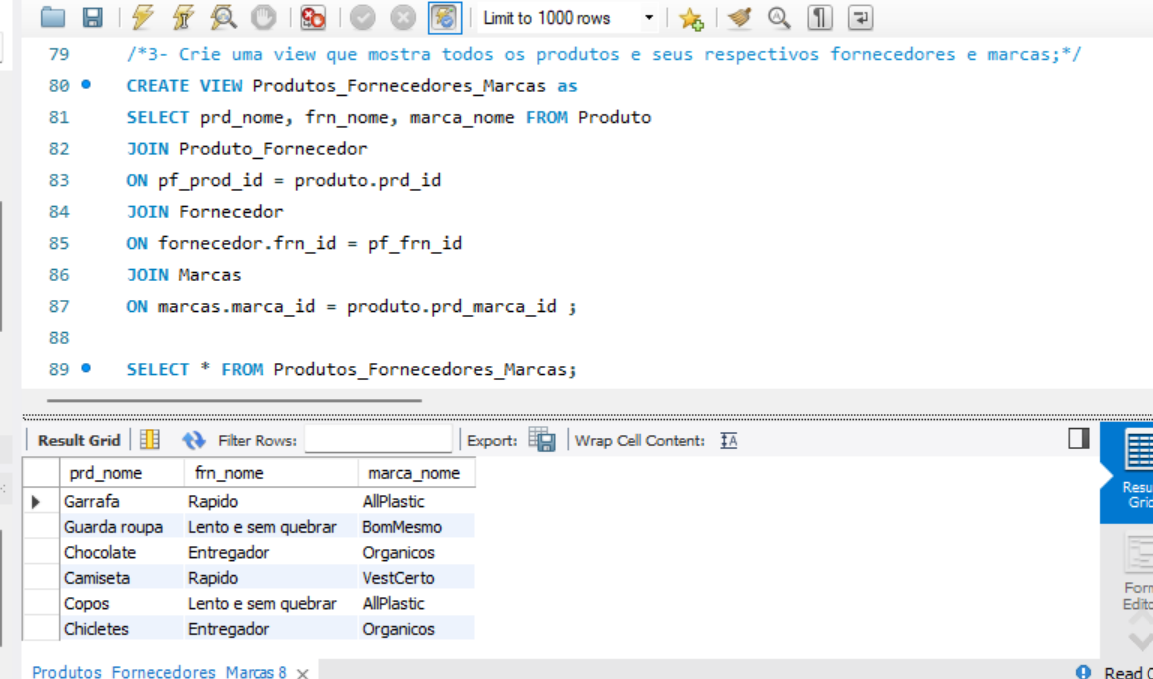 Limit to 1000 rows
79 /*3- Crie uma view que mostra todos os produtos e seus respectivos fornecedores e marcas;*/
80 CREATE VIEW Produtos_Fornecedores_Marcas as
81 SELECT prd_nome, frn_nome, marca_nome FROM Produto
82 JOIN Produto_Fornecedor
83 ON pf_prod_id = produto.prd_id
84 JOIN Fornecedor
85 ON fornecedor.frn_id = pf_frn_id
86 JOIN Marcas
87 ON marcas.marca_id = produto.prd_marca_id ;
88
89 SELECT * FROM Produtos_Fornecedores_Marcas;
Result Grid Filter Rows: Export: Wrap Cell Content: IA
prd_nome frn_nome marca_nome
Garrafa Rapido AllPlastic
Guarda roupa Lento e sem quebrar BomMesmo
Chocolate Entregador Organicos
Camiseta Rapido VestCerto
Copos Lento e sem quebrar AllPlastic
Chicletes Entregador Organicos
Resu
Grid
Form
Edito
Produtos_Fornecedores_Marcas 8 Read O